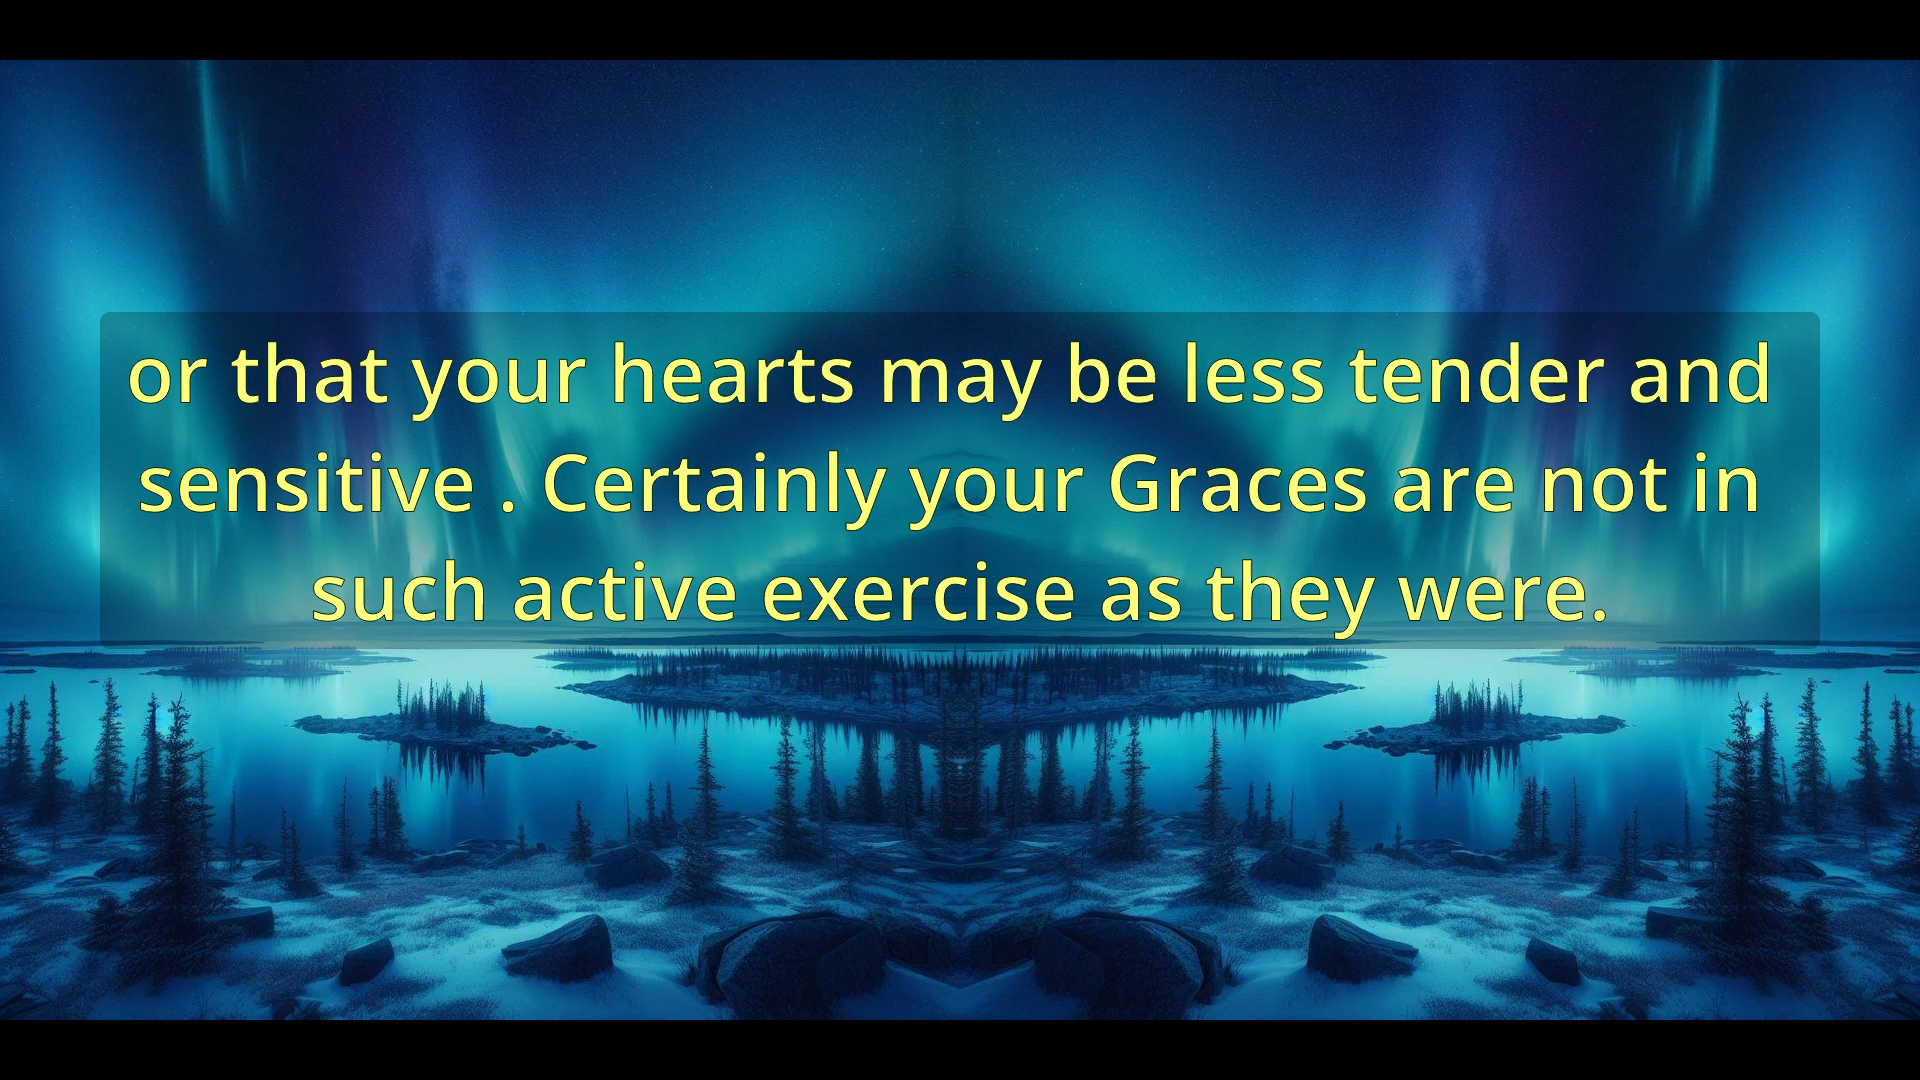 or that your hearts may be less tender and
sensitive . Certainly your Graces are not in
such active exercise as they were.